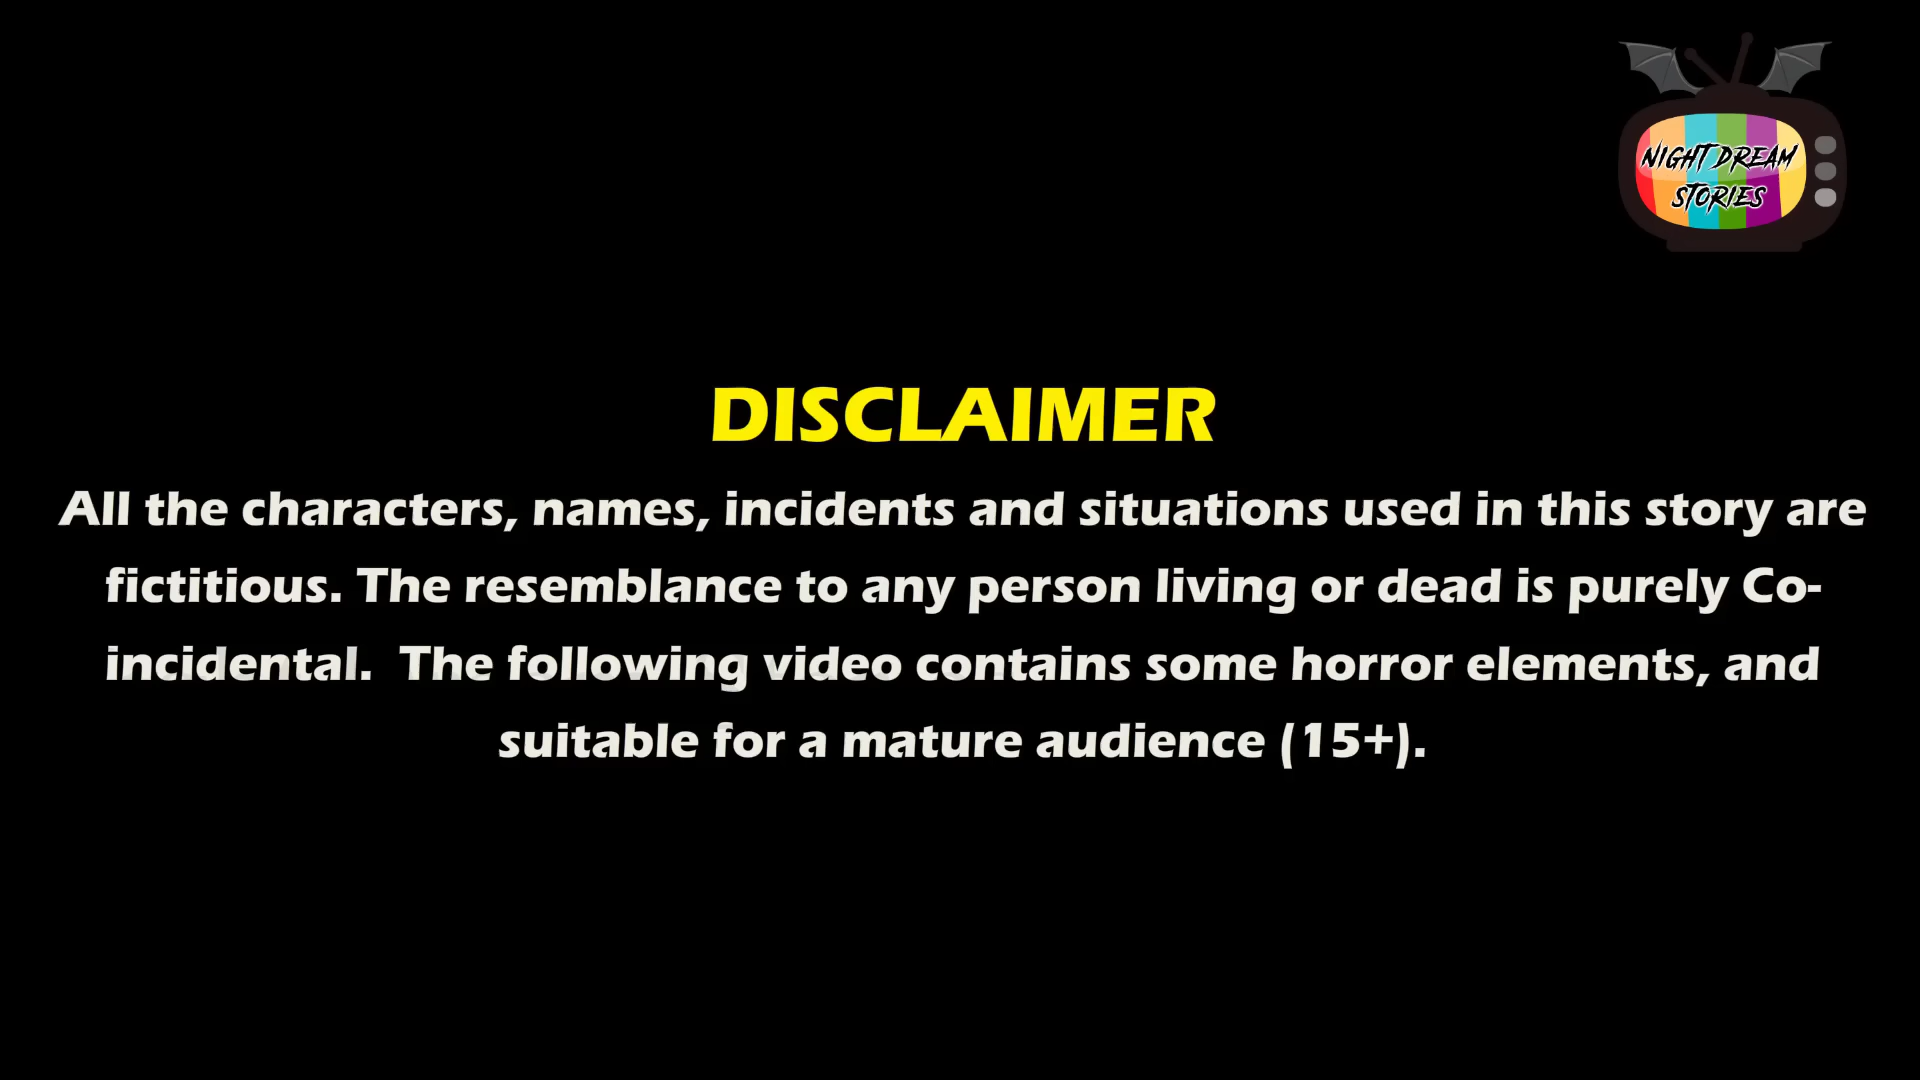 NIGHT DREAM
STORIES
DISCLAIMER
All the characters, names, incidents and situations used in this story are
fictitious. The resemblance to any person living or dead is purely Co-
incidental.  The following video contains some horror elements, and
suitable for a mature audience (15+).